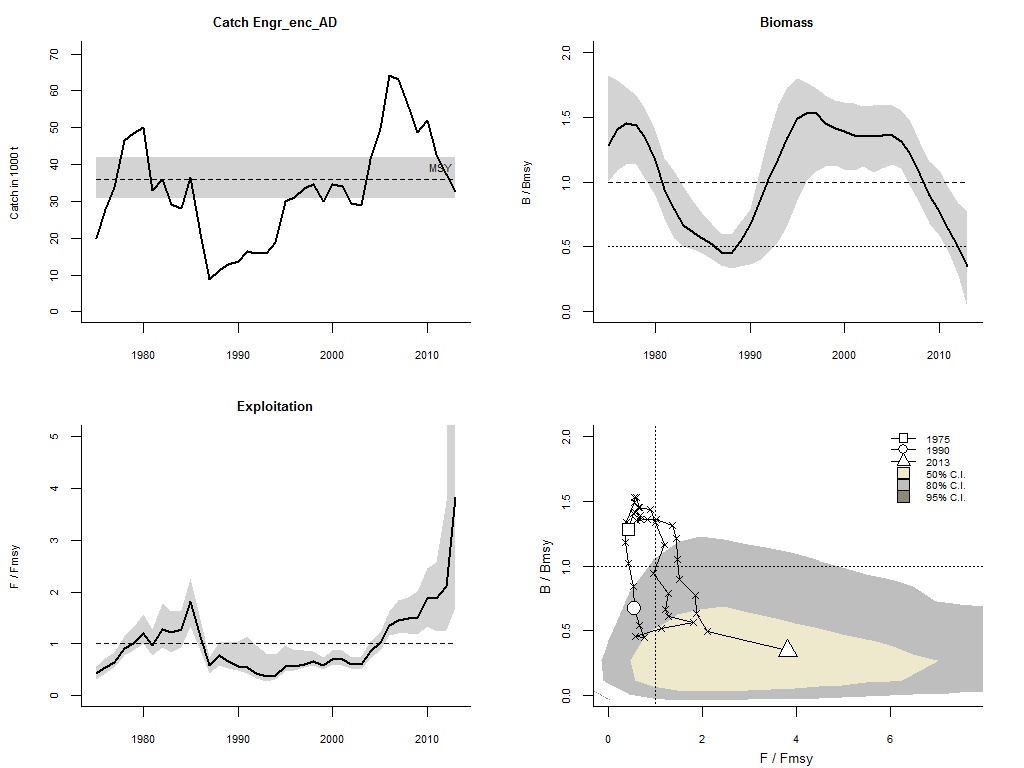 Catch Engr_enc_AD
Catch in 1000 t
70
60
50
40
30
20
10
0
MSY
1980 1990 2000 2010
Biomass
B / Bmsy
2.0
1.5
1.0
0.5
0.0
1980 1990 2000 2010
Exploitation
F / Fmsy
5
4
3
2
1
0
1980 1990 2000 2010
B / Bmsy
2.0
1.5
1.0
0.5
0.0
1975
1990
2013
50% C.I.
80% C.I.
95% C.I.
0 2 4 6
F / Fmsy